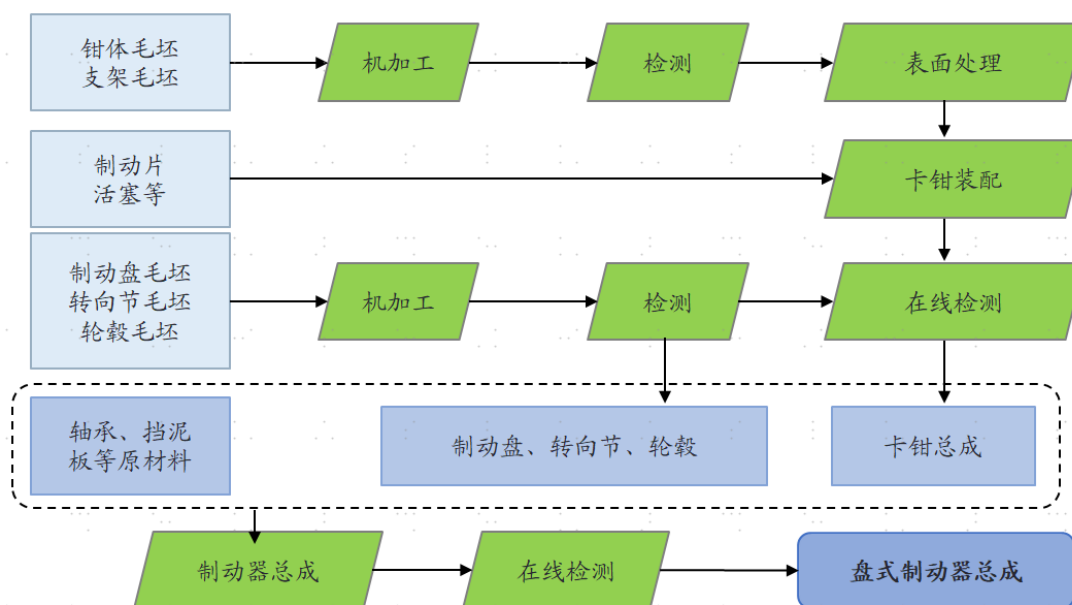 钳体毛坯
支架毛坯
机加工
检测
表面处理
制动片
活塞等
卡钳装配
制动盘毛坯
转向节毛坯
轮毂毛坯
机加工
检测
在线检测
轴承、挡泥
板等原材料
制动盘、转向节、轮毂
卡钳总成
制动器总成
在线检测
盘式制动器总成